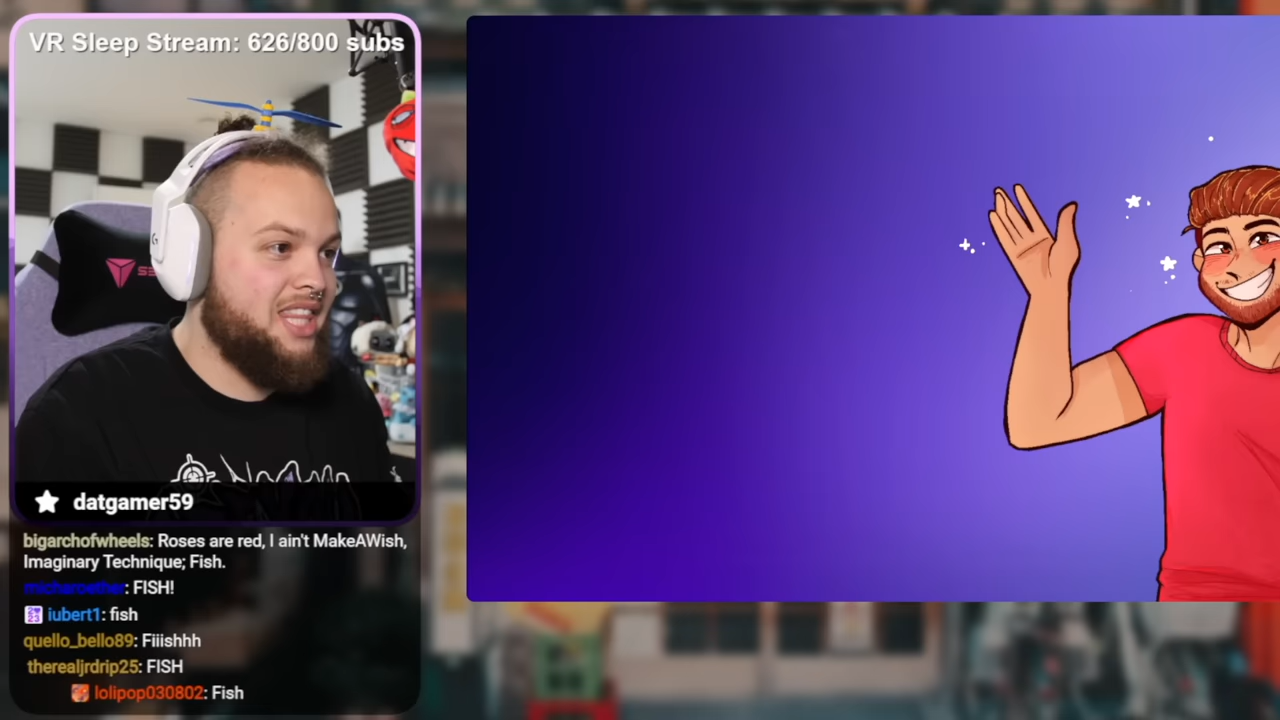 VR Sleep Stream: 626/800 subs
datgamer59
bigarchofwheels: Roses are red, I ain't MakeAWish,
Imaginary Technique; Fish.
micharoether: FISH!
iubert1: fish
quello_bello89: Fiiishhh
therealjrdrip25: FISH
lolipop030802: Fish